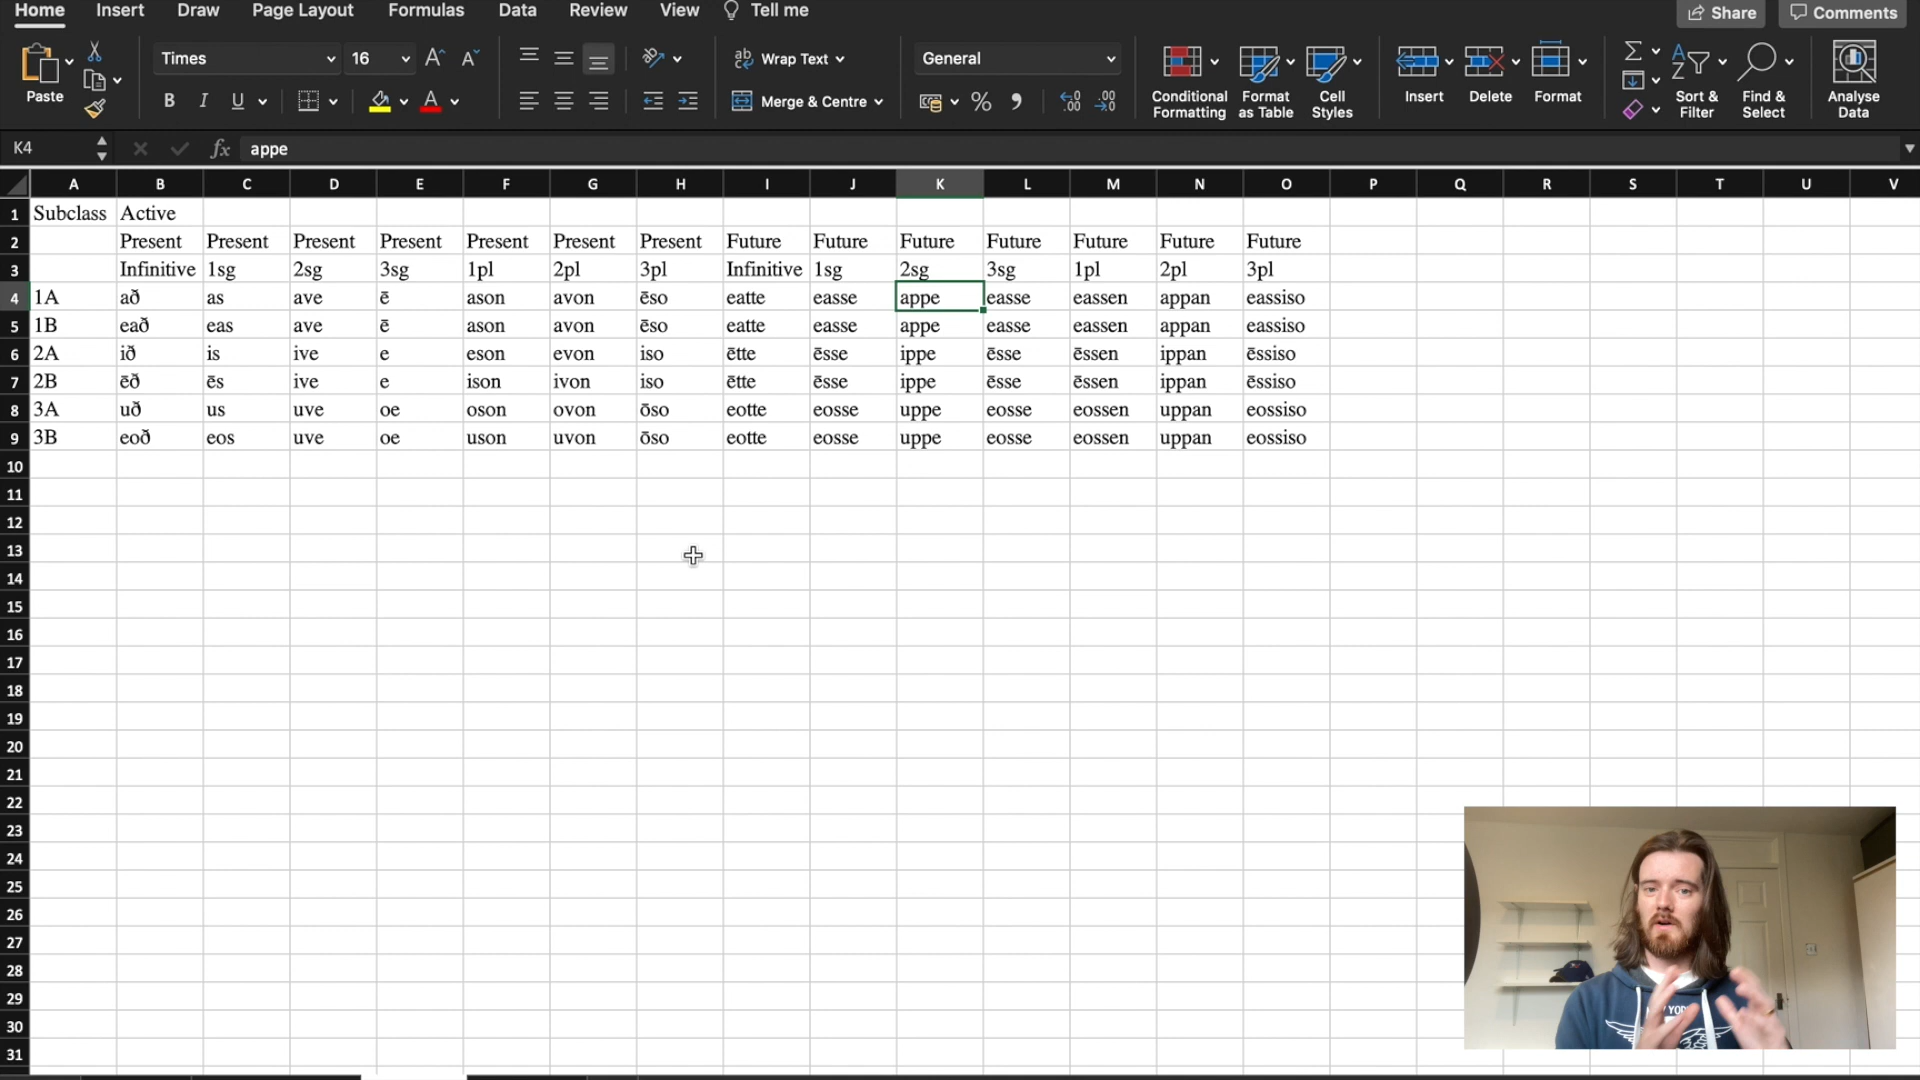 Home Insert Draw Page Layout Formulas Data Review View Tell me Share Comments
Paste Times 16 Wrap Text General Conditional Formatting Format as Table Cell Styles Insert Delete Format Sort & Filter Find & Select Analyse Data
B I U Merge & Centre
K4 fx appe
A B C D E F G H I J K L M N O P Q R S T U V
1 Subclass Active
2 Present Present Present Present Present Present Present Future Future Future Future Future Future Future
3 Infinitive 1sg 2sg 3sg 1pl 2pl 3pl Infinitive 1sg 2sg 3sg 1pl 2pl 3pl
4 1A að as ave ē ason avon ēso eatte easse appe easse eassen appan eassiso
5 1B eað eas ave ē ason avon ēso eatte easse appe easse eassen appan eassiso
6 2A ið is ive e eson evon iso ētte ēsse ippe ēsse ēssen ippan ēssiso
7 2B ēð ēs ive e ison ivon iso ētte ēsse ippe ēsse ēssen ippan ēssiso
8 3A uð us uve oe oson ovon ōso eotte eosse uppe eosse eossen uppan eossiso
9 3B eoð eos uve oe uson uvon ōso eotte eosse uppe eosse eossen uppan eossiso
10
11
12
13
14
15
16
17
18
19
20
21
22
23
24
25
26
27
28
29
30
31